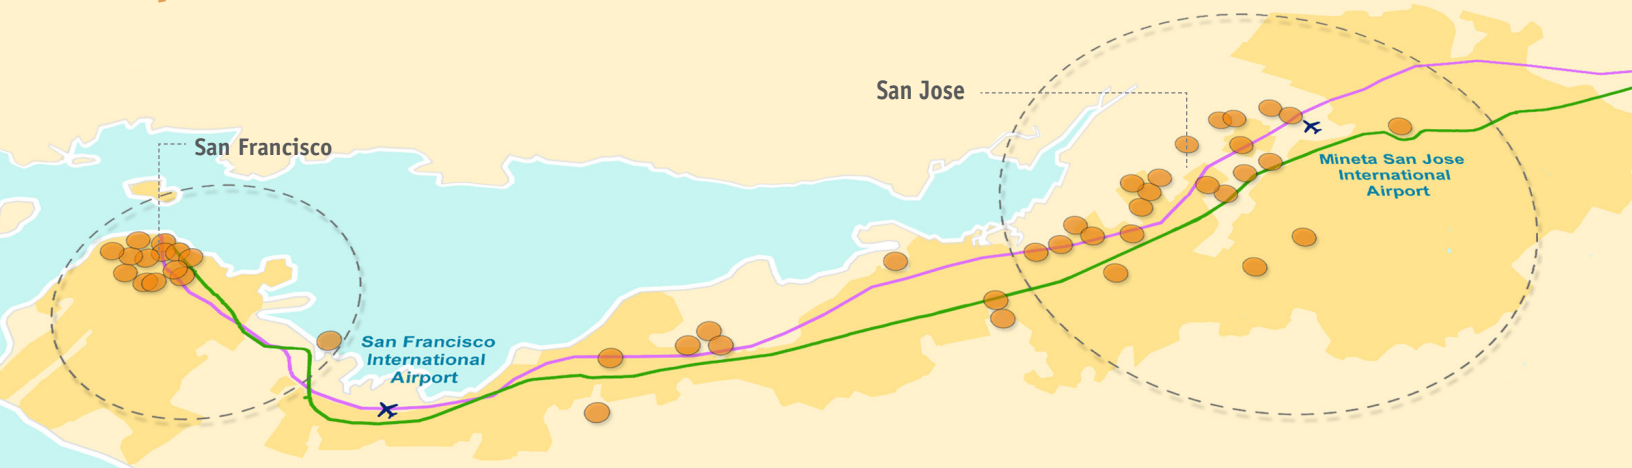 San Jose
San Francisco
Mineta San Jose
International
Airport
San Francisco
International
Airport